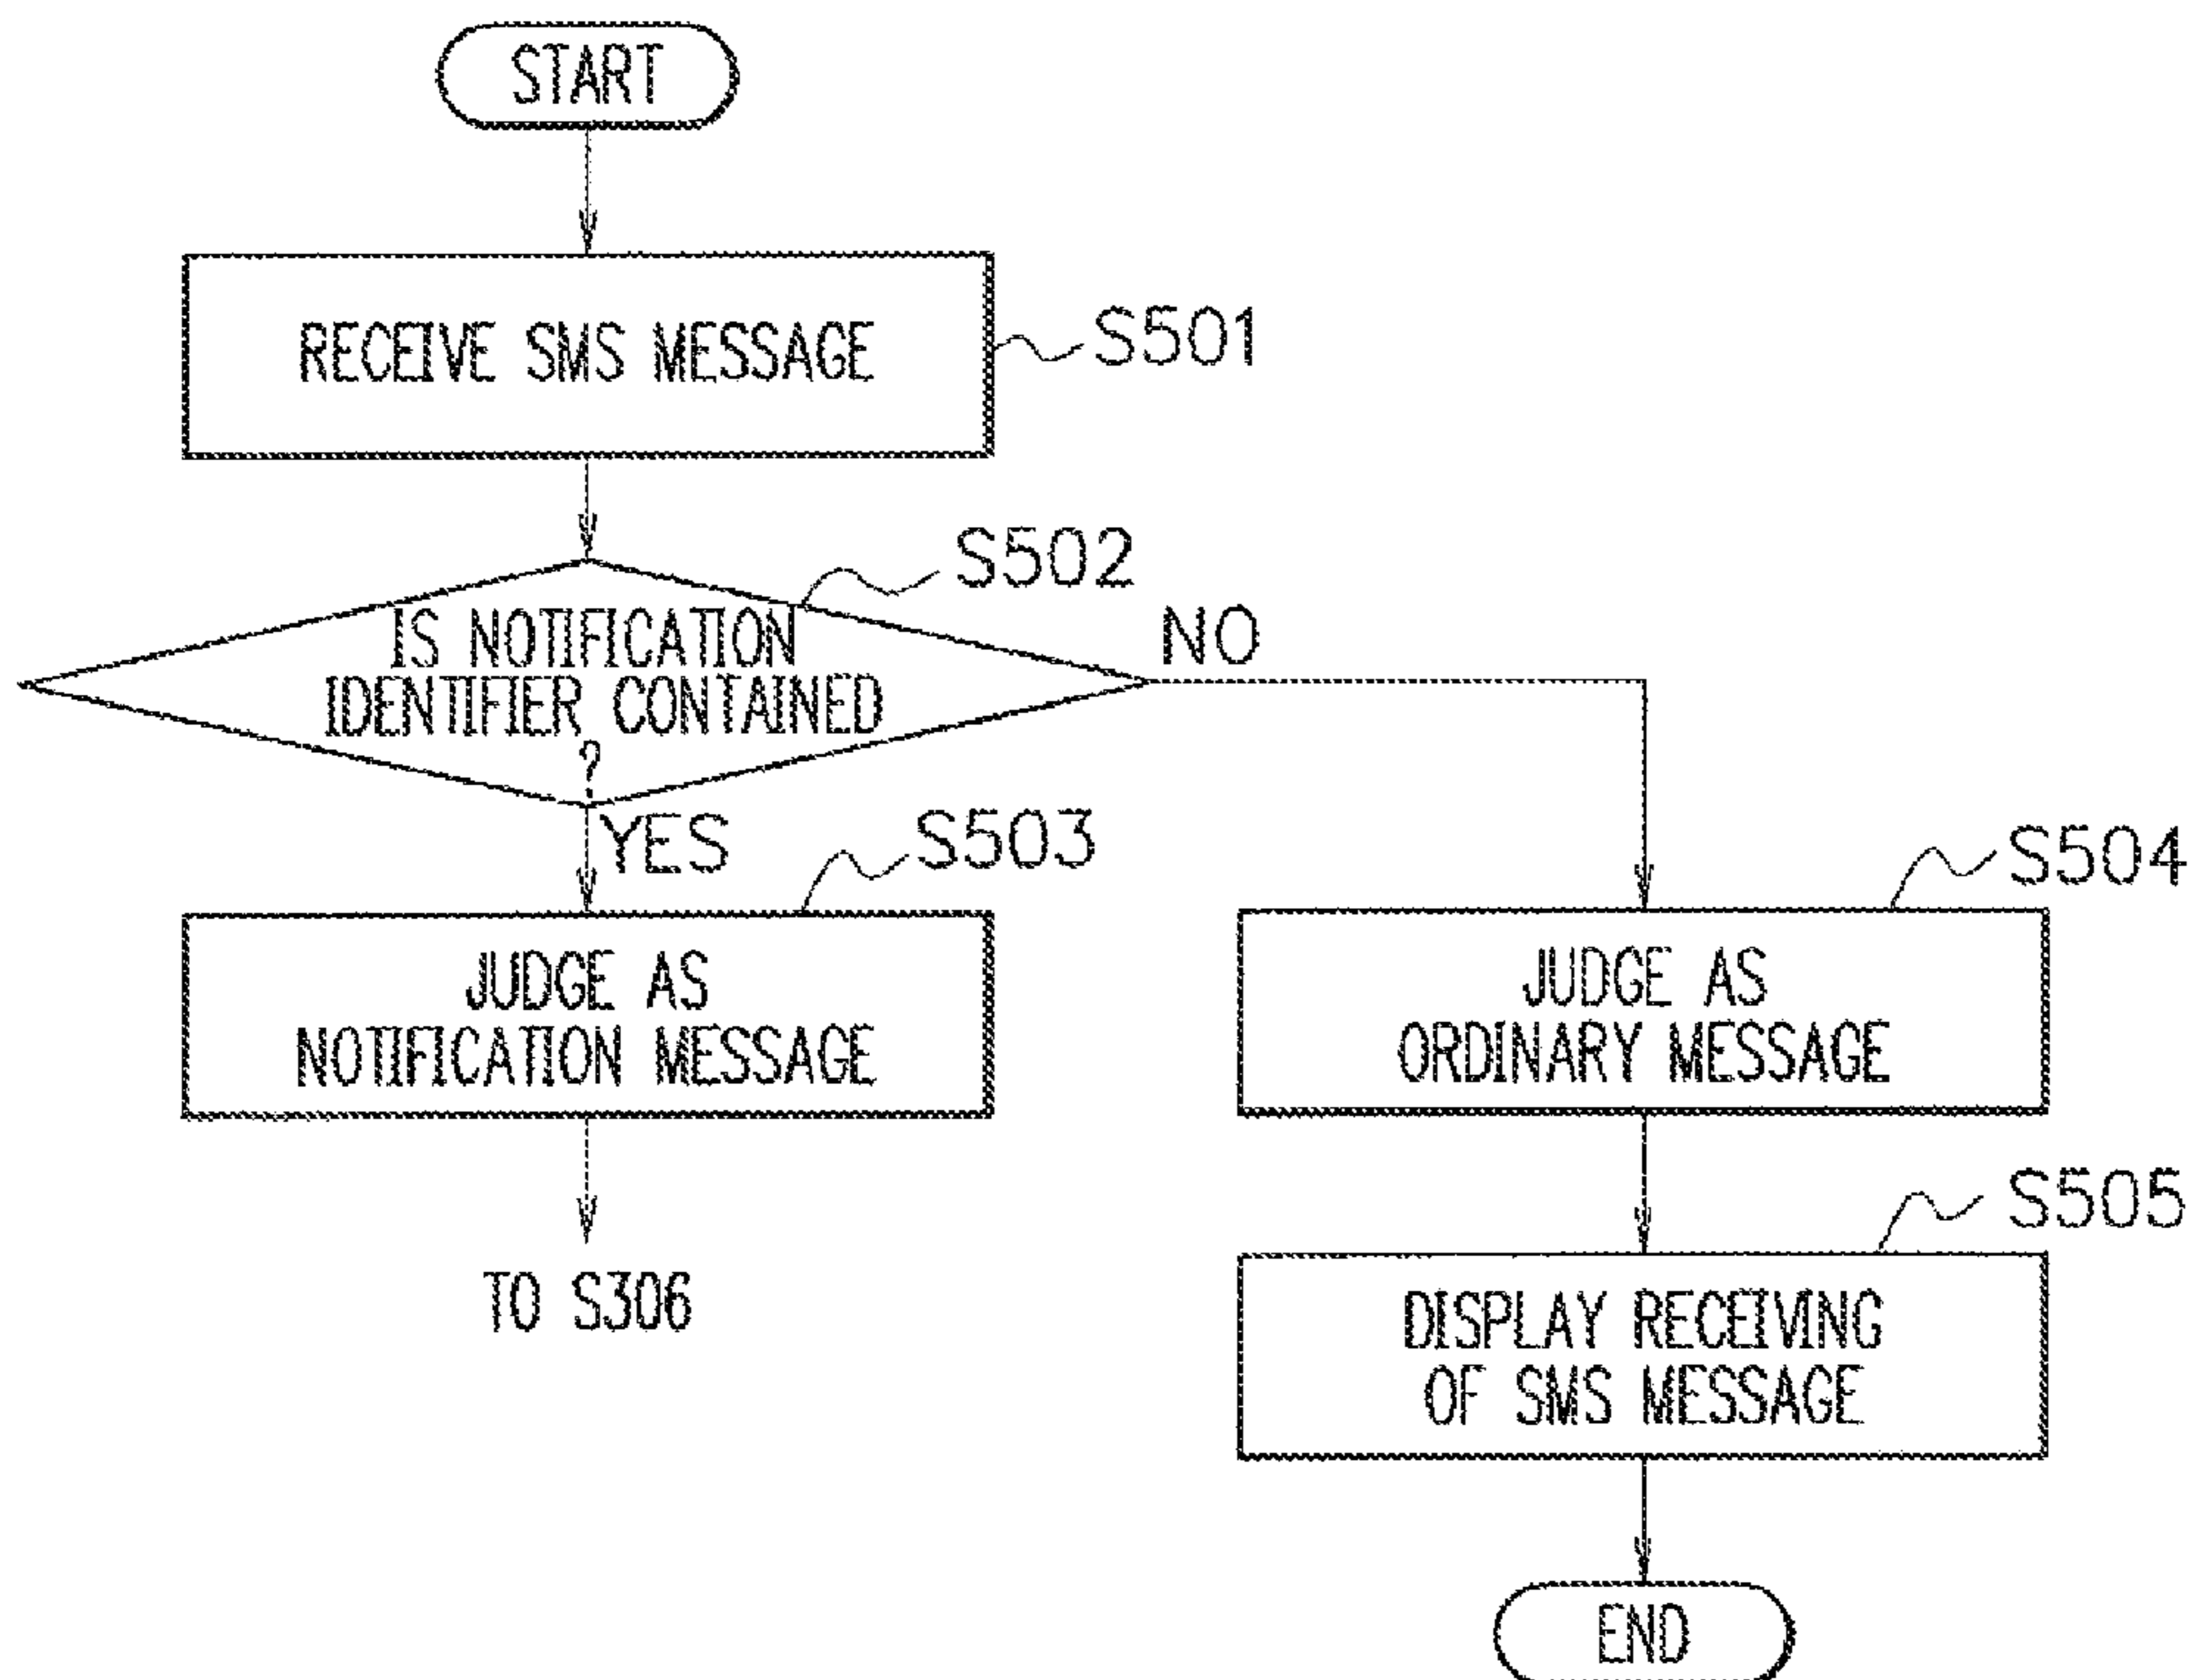 START
RECEIVE SMS MESSAGE
S501
S502
IS NOTIFICATION
IDENTIFIER CONTAINED
?
NO
YES
S503
JUDGE AS
NOTIFICATION MESSAGE
TO S306
S504
JUDGE AS
ORDINARY MESSAGE
S505
DISPLAY RECEIVING
OF SMS MESSAGE
END